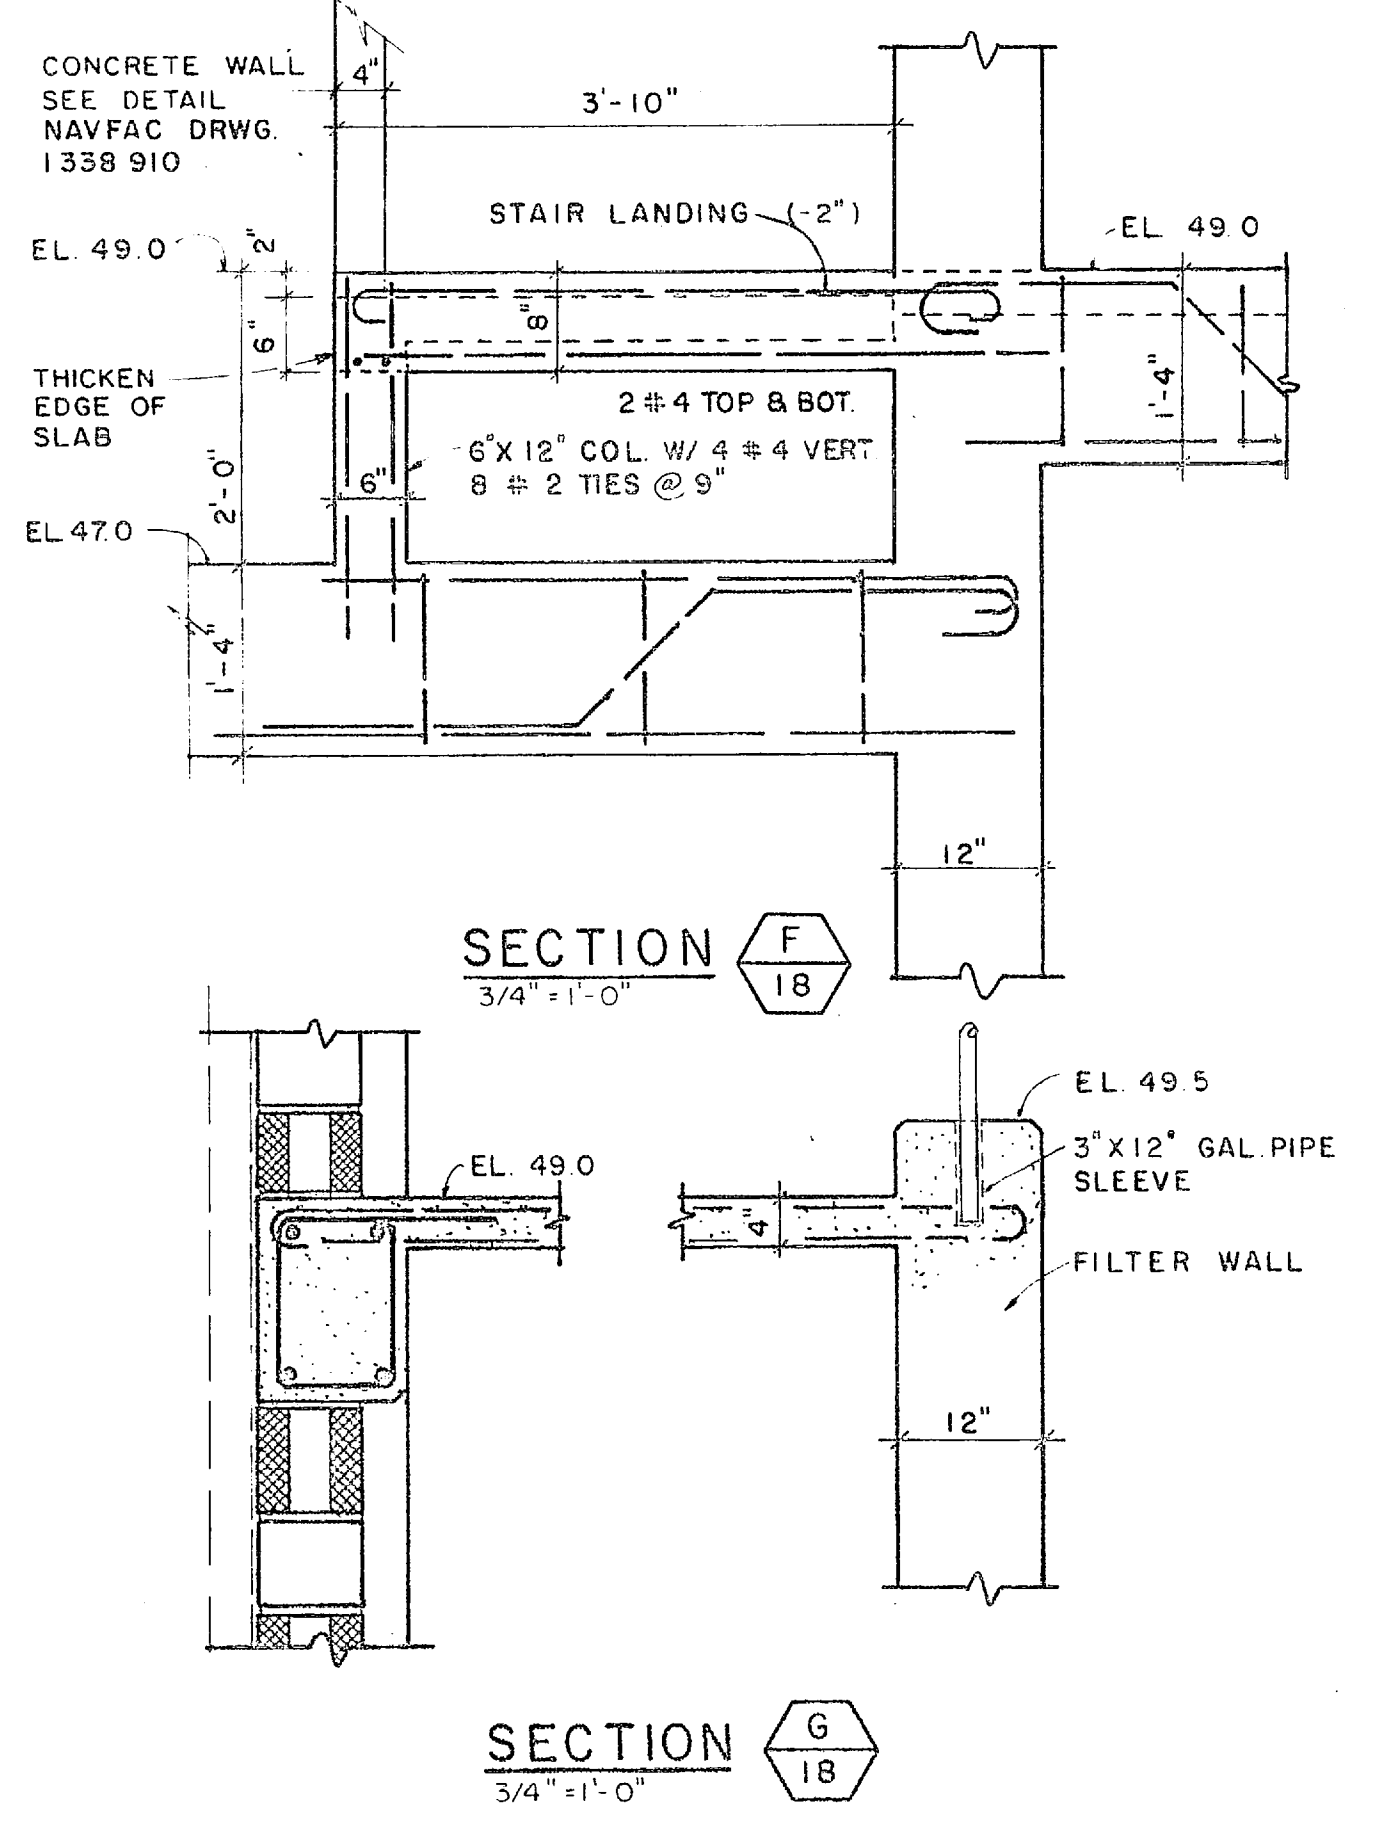 CONCRETE WALL
SEE DETAIL
NAVFAC DRWG.
1338 910
4"
3'-10"
STAIR LANDING (-2")
EL. 49.0
2"
EL 49.0
6"
8"
THICKEN
EDGE OF
SLAB
2 #4 TOP & BOT.
1'-4"
6"X12" COL. W/ 4 #4 VERT
8 # 2 TIES @ 9"
6"
2'-0"
EL 47.0
1'-4"
12"
SECTION
F
18
3/4" = 1'-0"
EL. 49.5
3"X12" GAL. PIPE
SLEEVE
EL. 49.0
4"
FILTER WALL
12"
SECTION
G
18
3/4" = 1'-0"